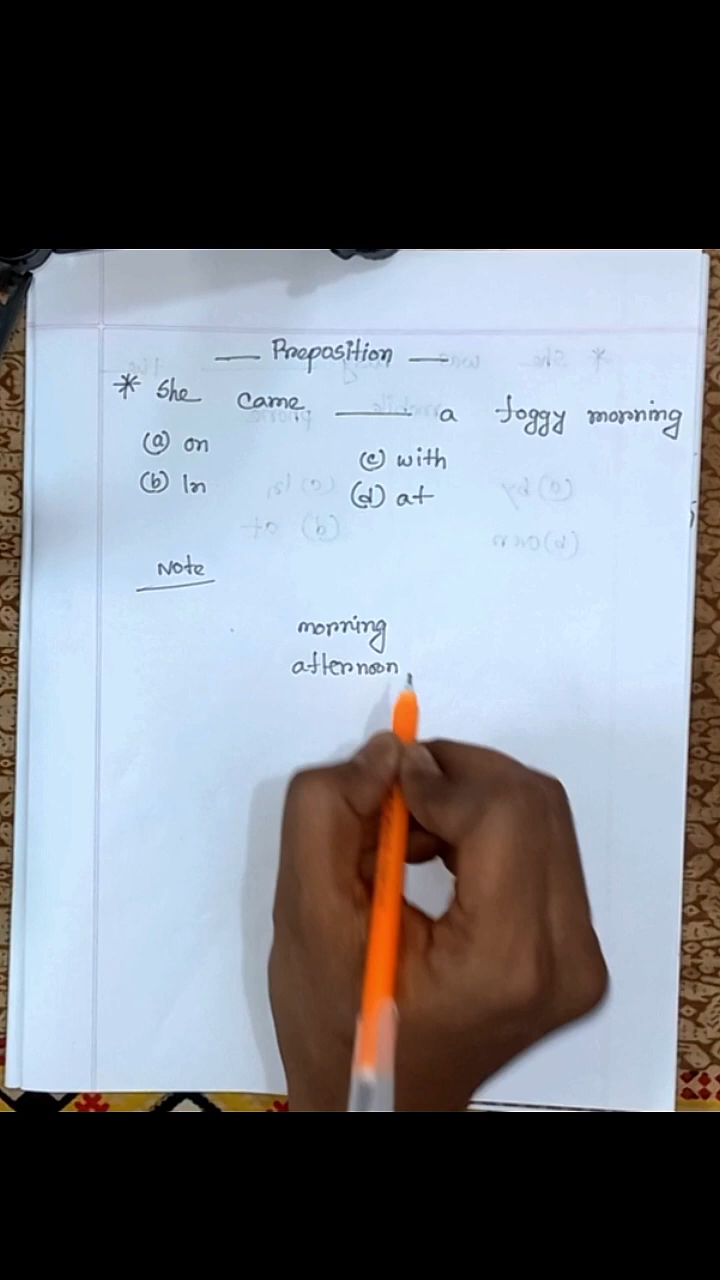 — Preposition —
* She came ____ a foggy morning
(a) on (c) with
(b) In (d) at
Note
morning
afternoon